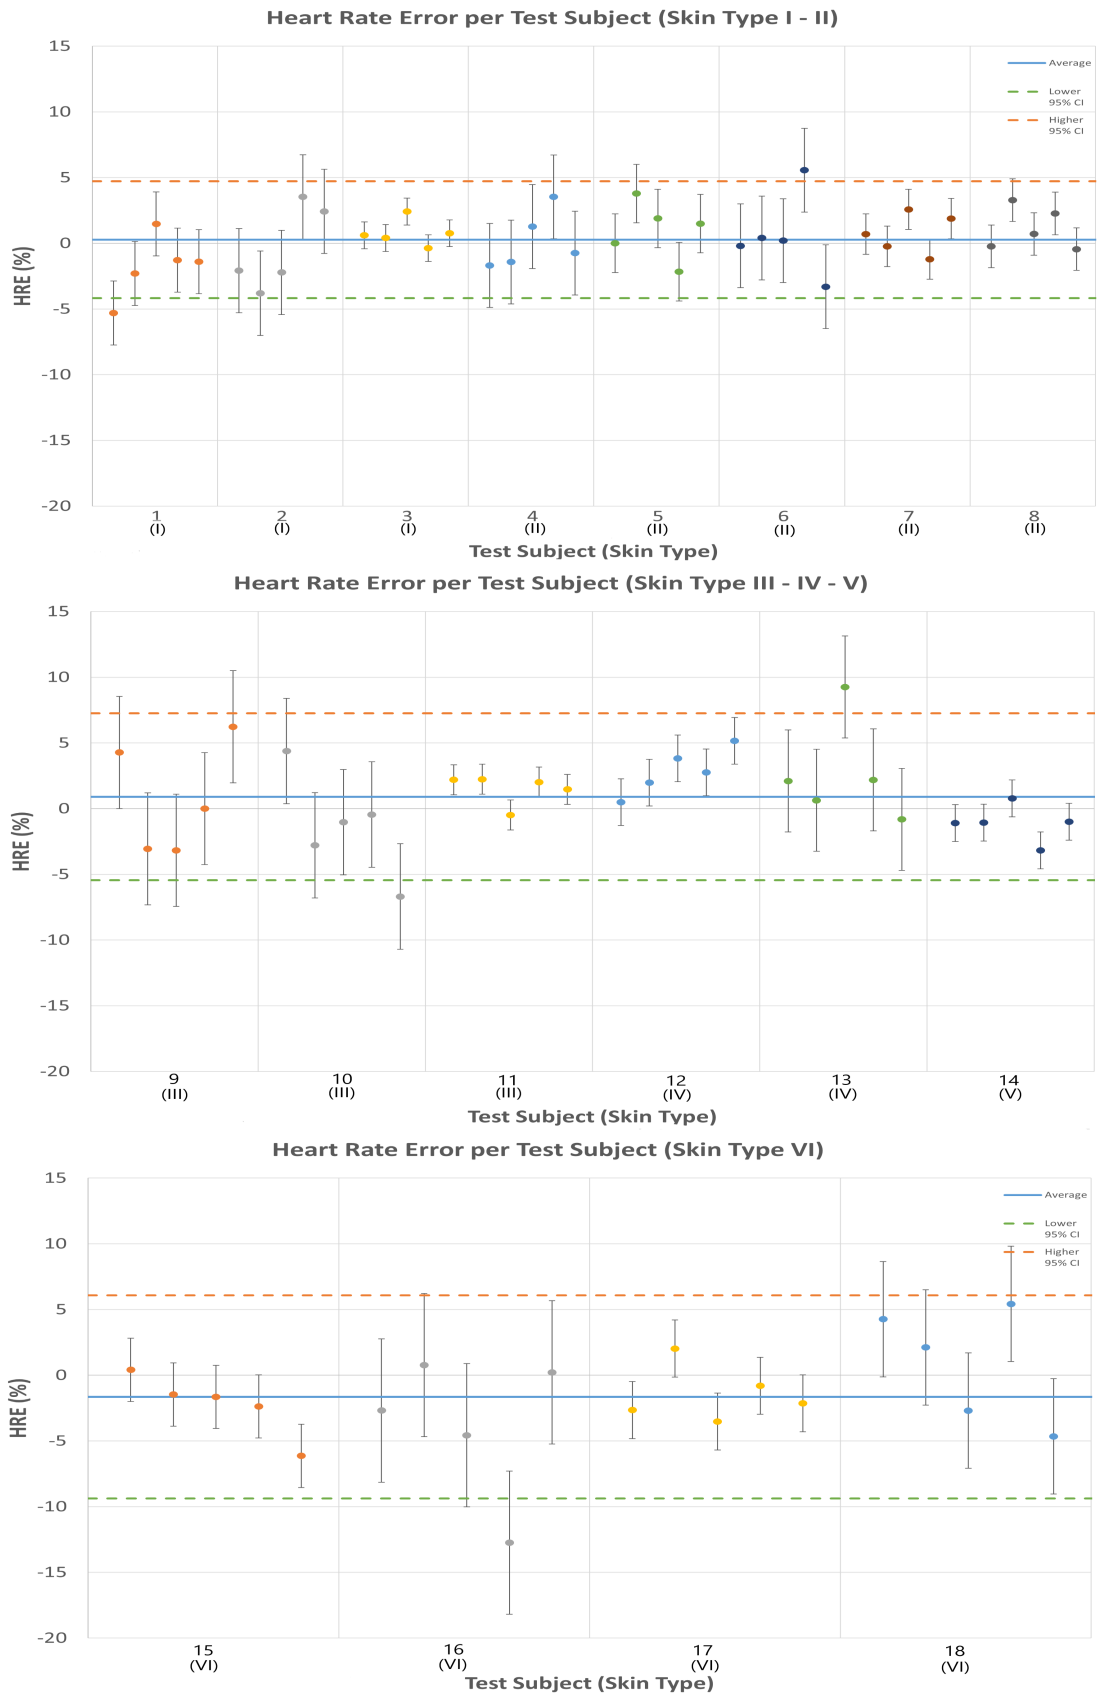 Heart Rate Error per Test Subject (Skin Type I - II)
15
10
5
0
-5
-10
-15
-20
HRE (%)
Average
Lower
95% CI
Higher
95% CI
1 2 3 4 5 6 7 8
(I) (I) (I) (II) (II) (II) (II) (II)
Test Subject (Skin Type)
Heart Rate Error per Test Subject (Skin Type III - IV - V)
15
10
5
0
-5
-10
-15
-20
HRE (%)
9 10 11 12 13 14
(III) (III) (III) (IV) (IV) (V)
Test Subject (Skin Type)
Heart Rate Error per Test Subject (Skin Type VI)
15
10
5
0
-5
-10
-15
-20
HRE (%)
Average
Lower
95% CI
Higher
95% CI
15 16 17 18
(VI) (VI) (VI) (VI)
Test Subject (Skin Type)